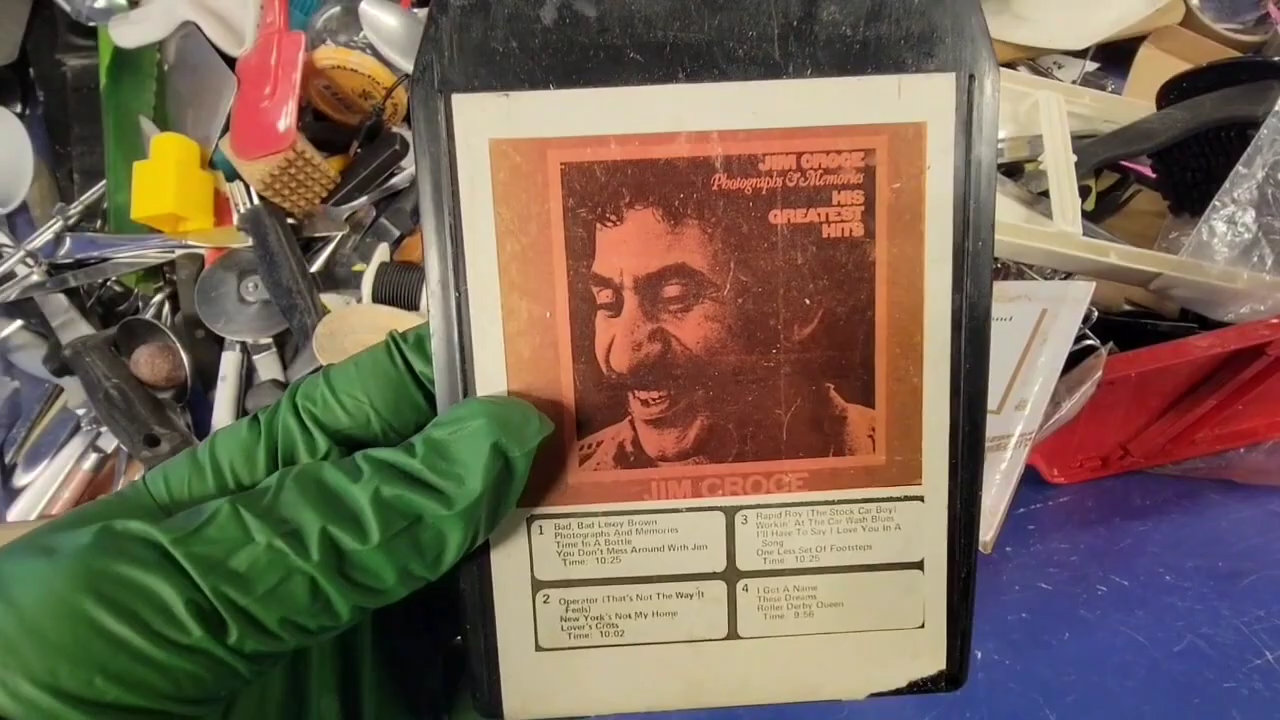 JIM CROCE
Photographs & Memories
HIS
GREATEST
HITS
JIM CROCE
1 Bad, Bad Leroy Brown
Photographs And Memories
Time In A Bottle
You Don't Mess Around With Jim
Time: 10:25
2 Operator (That's Not The Way It
Feels)
New York's Not My Home
Lover's Cross
Time: 10:02
3 Rapid Roy (The Stock Car Boy)
Workin' At The Car Wash Blues
I'll Have To Say I Love You In A
Song
One Less Set Of Footsteps
Time: 10:25
4 I Got A Name
These Dreams
Roller Derby Queen
Time: 9:56